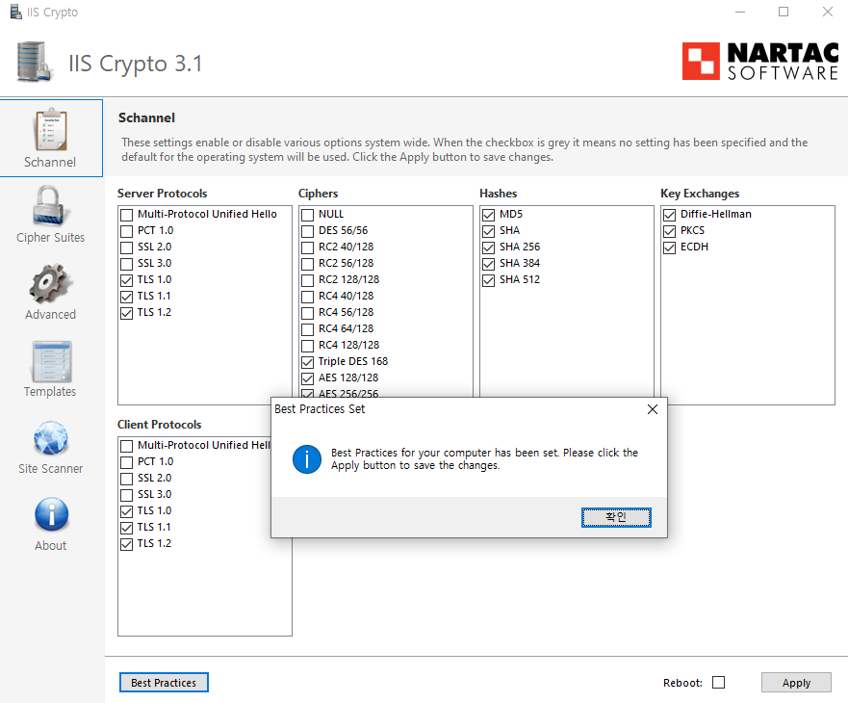 IIS Crypto
IIS Crypto 3.1
NARTAC
SOFTWARE
Schannel
Cipher Suites
Advanced
Templates
Site Scanner
About
Schannel
These settings enable or disable various options system wide. When the checkbox is grey it means no setting has been specified and the
default for the operating system will be used. Click the Apply button to save changes.
Server Protocols
Multi-Protocol Unified Hello
PCT 1.0
SSL 2.0
SSL 3.0
TLS 1.0
TLS 1.1
TLS 1.2
Ciphers
NULL
DES 56/56
RC2 40/128
RC2 56/128
RC2 128/128
RC4 40/128
RC4 56/128
RC4 64/128
RC4 128/128
Triple DES 168
AES 128/128
AES 256/256
Hashes
MD5
SHA
SHA 256
SHA 384
SHA 512
Key Exchanges
Diffie-Hellman
PKCS
ECDH
Client Protocols
Multi-Protocol Unified Hell
PCT 1.0
SSL 2.0
SSL 3.0
TLS 1.0
TLS 1.1
TLS 1.2
Best Practices Set
Best Practices for your computer has been set. Please click the
Apply button to save the changes.
확인
Best Practices
Reboot:
Apply